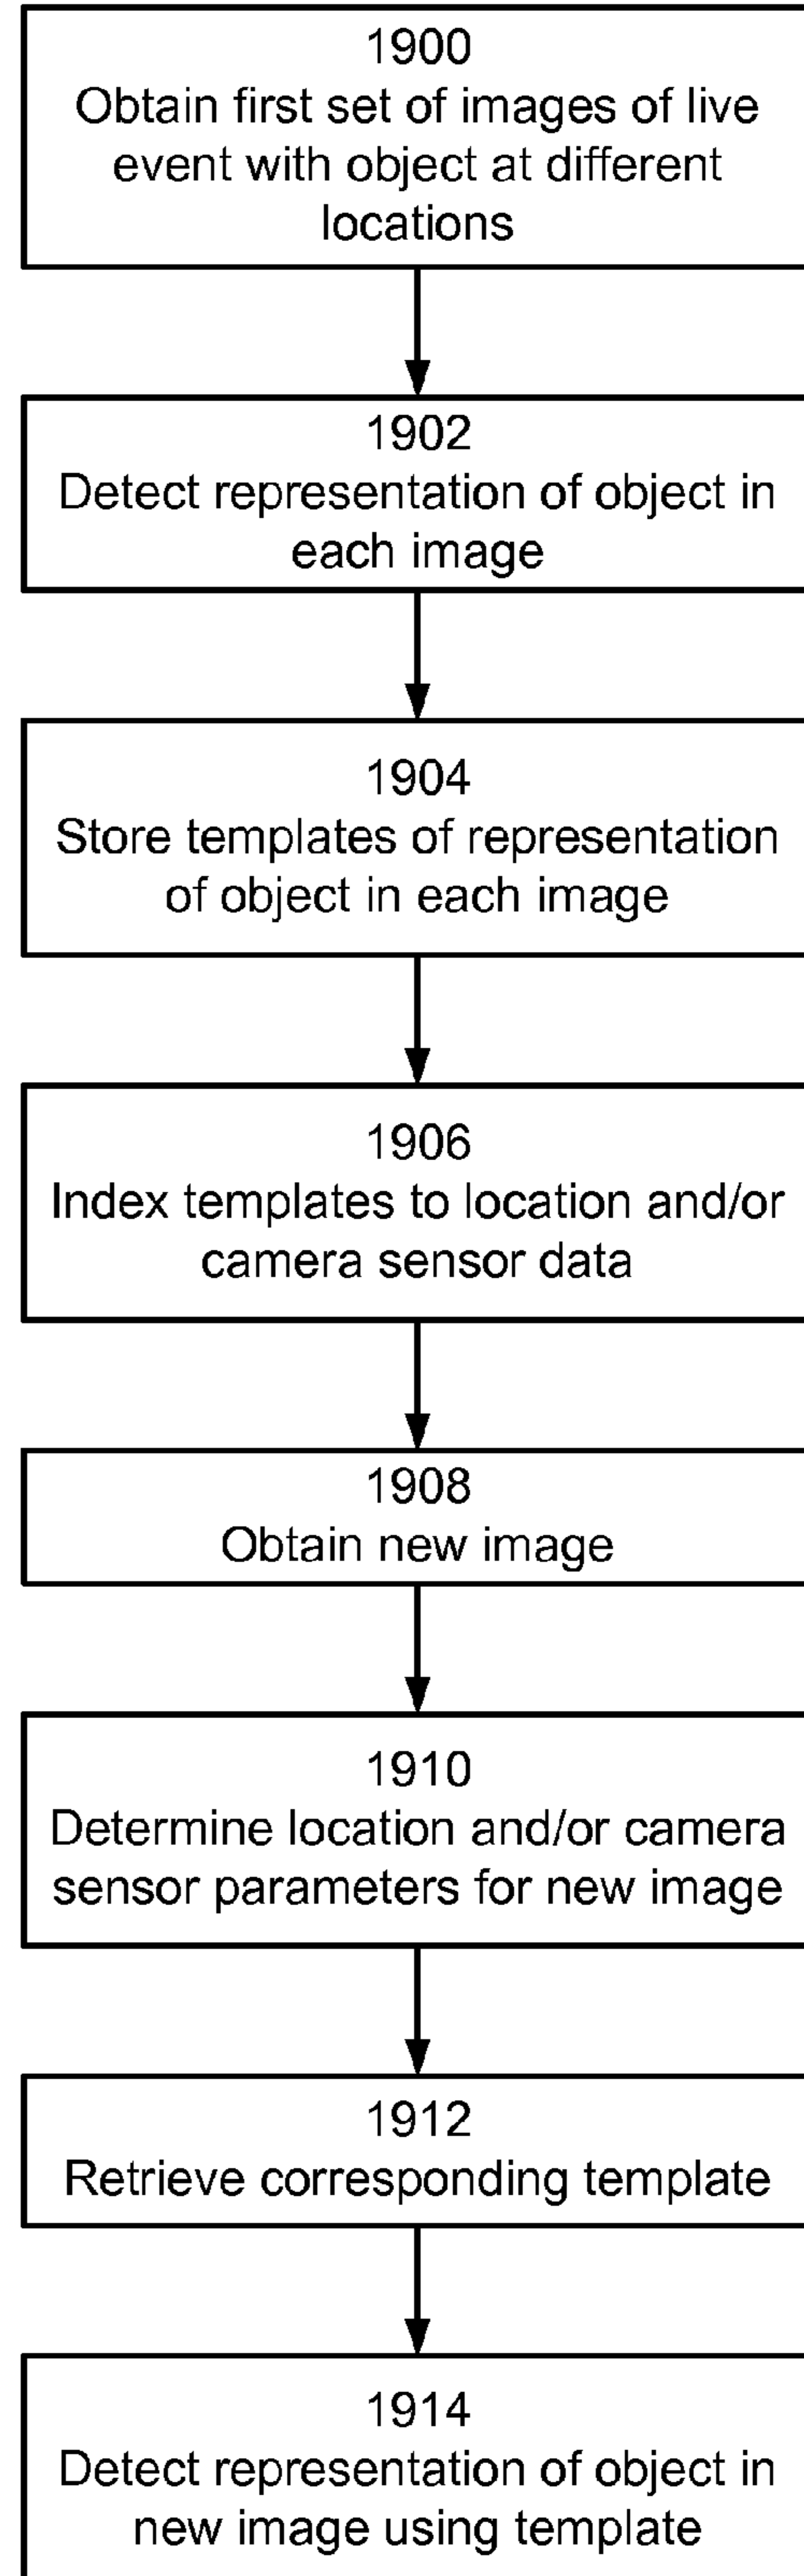 1900
Obtain first set of images of live
event with object at different
locations
1902
Detect representation of object in
each image
1904
Store templates of representation
of object in each image
1906
Index templates to location and/or
camera sensor data
1908
Obtain new image
1910
Determine location and/or camera
sensor parameters for new image
1912
Retrieve corresponding template
1914
Detect representation of object in
new image using template